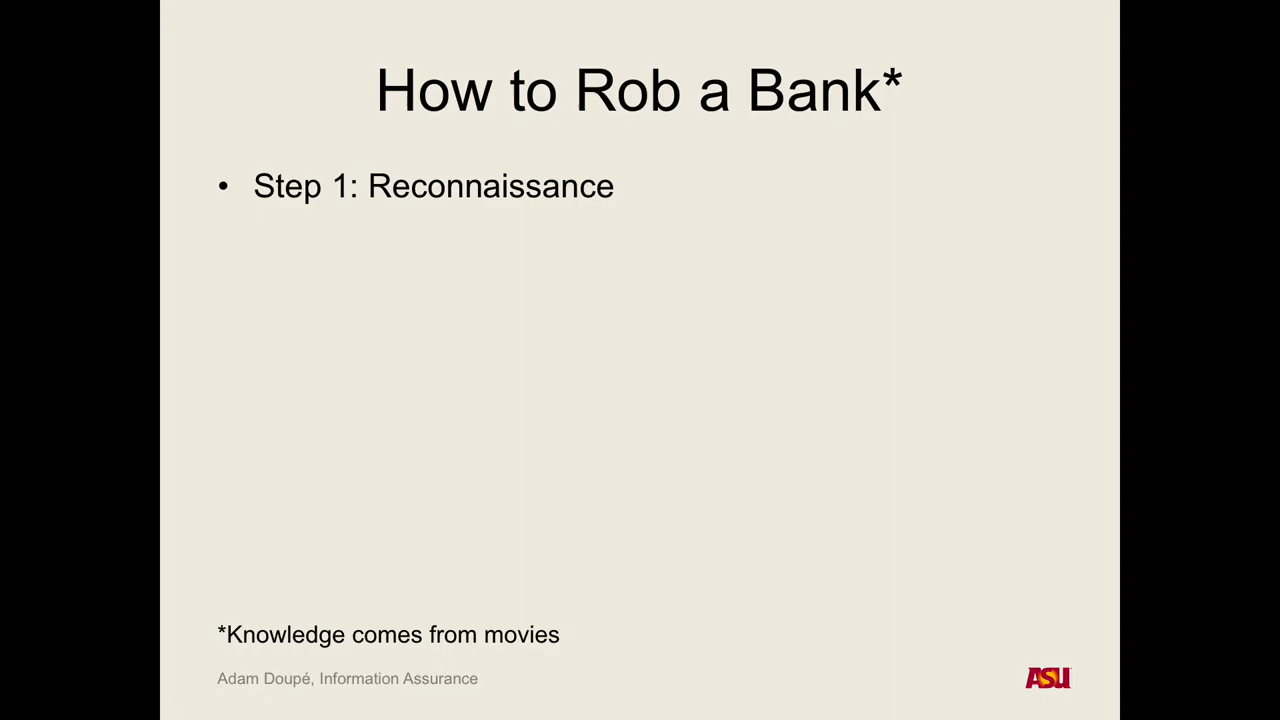 How to Rob a Bank*
• Step 1: Reconnaissance
*Knowledge comes from movies
Adam Doupé, Information Assurance
ASU